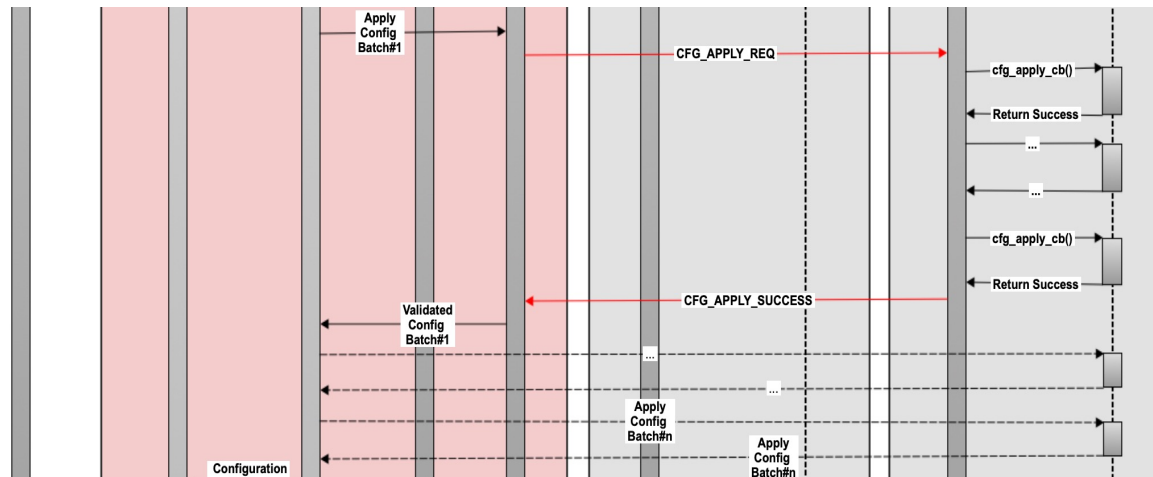 Apply
Config
Batch#1
CFG_APPLY_REQ
cfg_apply_cb()
Return Success
...
...
cfg_apply_cb()
Return Success
CFG_APPLY_SUCCESS
Validated
Config
Batch#1
...
...
Apply
Config
Batch#n
Apply
Config
Batch#n
Configuration